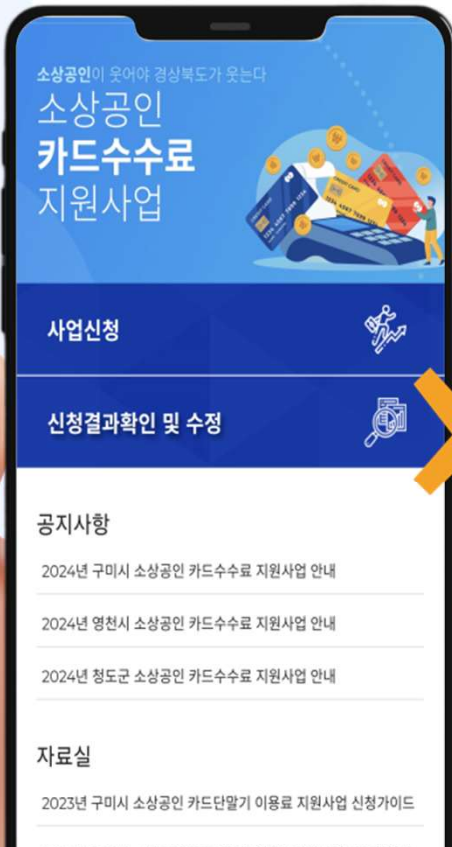 소상공인이 웃어야 경상북도가 웃는다
소상공인
카드수수료
지원사업
사업신청
신청결과확인 및 수정
공지사항
2024년 구미시 소상공인 카드수수료 지원사업 안내
2024년 영천시 소상공인 카드수수료 지원사업 안내
2024년 청도군 소상공인 카드수수료 지원사업 안내
자료실
2023년 구미시 소상공인 카드단말기 이용료 지원사업 신청가이드